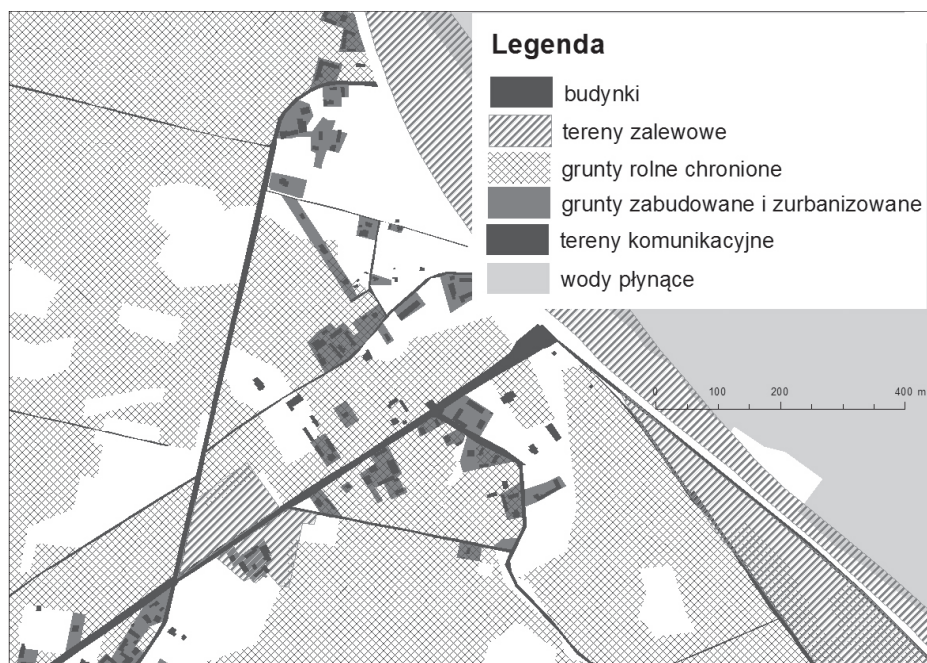 Legenda
budynki
tereny zalewowe
grunty rolne chronione
grunty zabudowane i zurbanizowane
tereny komunikacyjne
wody płynące
0 100 200 400 m